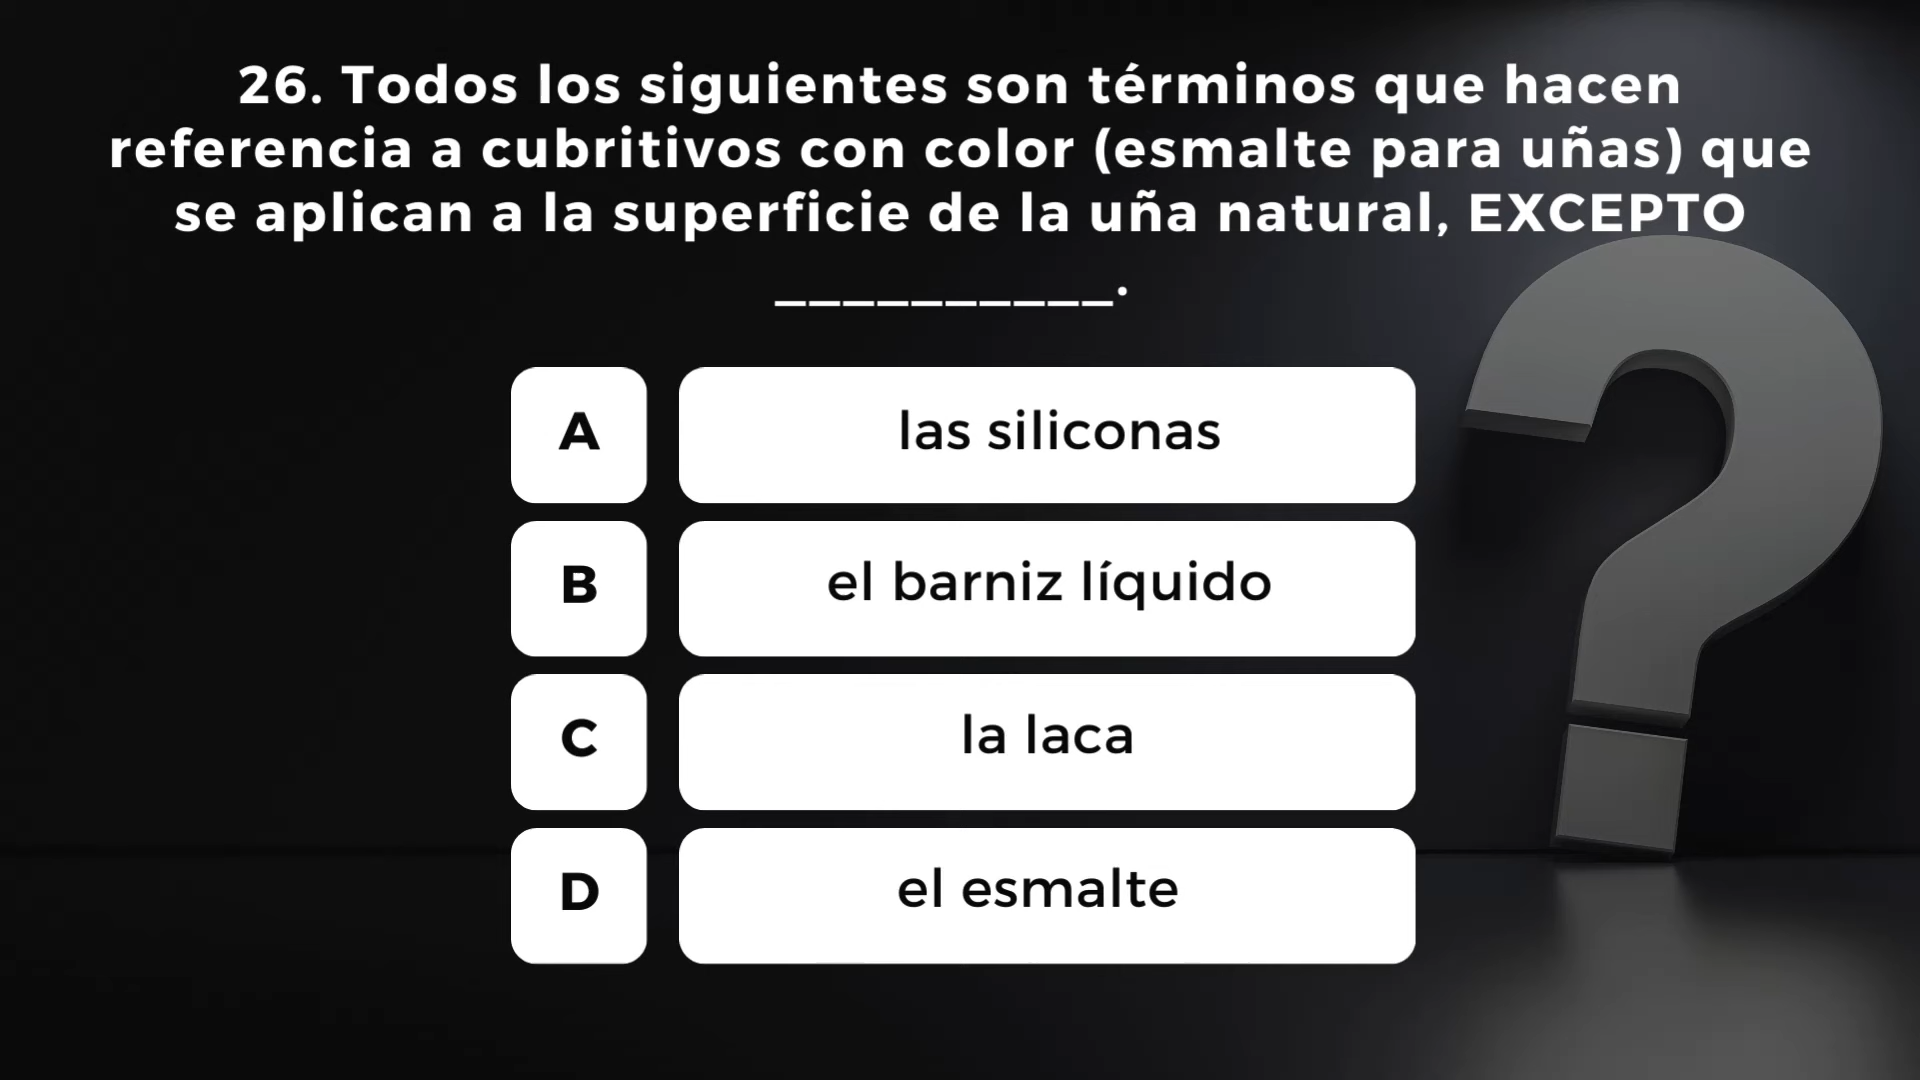 26. Todos los siguientes son términos que hacen
referencia a cubritivos con color (esmalte para uñas) que
se aplican a la superficie de la uña natural, EXCEPTO
__________.
A las siliconas
B el barniz líquido
C la laca
D el esmalte